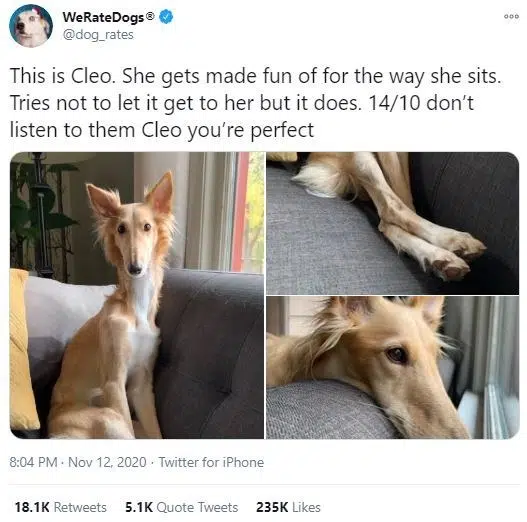 WeRateDogs®
@dog_rates
This is Cleo. She gets made fun of for the way she sits.
Tries not to let it get to her but it does. 14/10 don’t
listen to them Cleo you’re perfect
8:04 PM · Nov 12, 2020 · Twitter for iPhone
18.1K Retweets 5.1K Quote Tweets 235K Likes